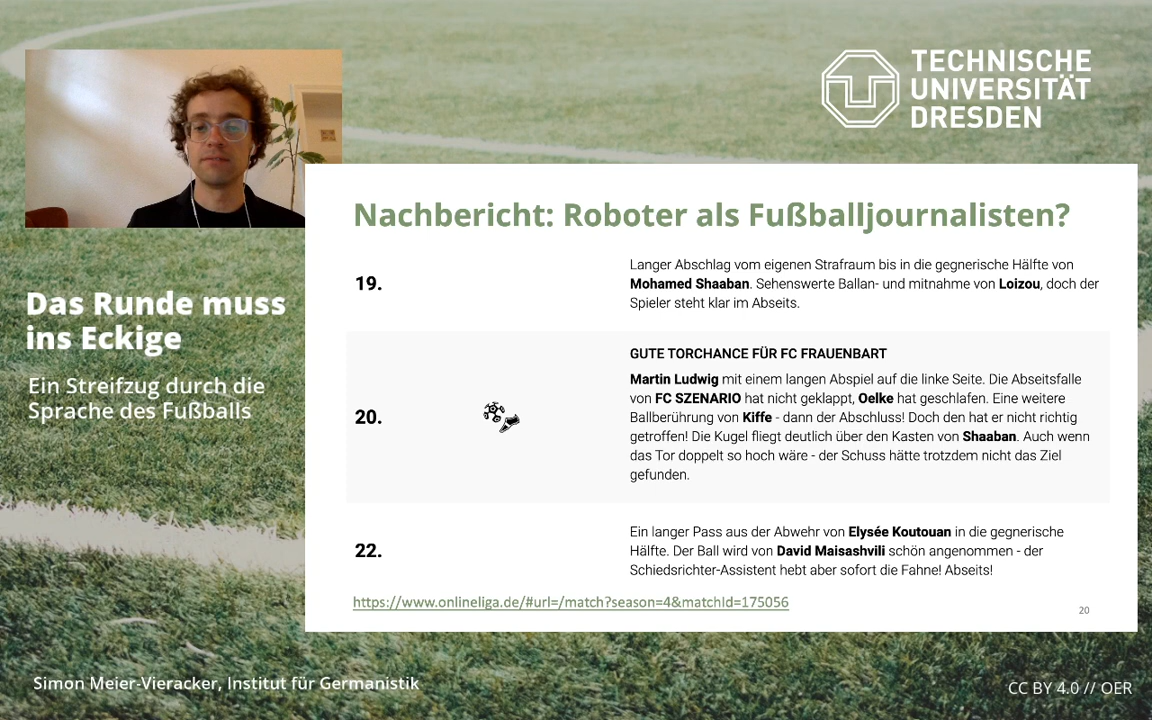 TECHNISCHE
UNIVERSITÄT
DRESDEN
Das Runde muss
ins Eckige
Ein Streifzug durch die
Sprache des Fußballs
Nachbericht: Roboter als Fußballjournalisten?
19.
Langer Abschlag vom eigenen Strafraum bis in die gegnerische Hälfte von
Mohamed Shaaban. Sehenswerte Ballan- und mitnahme von Loizou, doch der
Spieler steht klar im Abseits.
20.
GUTE TORCHANCE FÜR FC FRAUENBART
Martin Ludwig mit einem langen Abspiel auf die linke Seite. Die Abseitsfalle
von FC SZENARIO hat nicht geklappt, Oelke hat geschlafen. Eine weitere
Ballberührung von Kiffe - dann der Abschluss! Doch den hat er nicht richtig
getroffen! Die Kugel fliegt deutlich über den Kasten von Shaaban. Auch wenn
das Tor doppelt so hoch wäre - der Schuss hätte trotzdem nicht das Ziel
gefunden.
22.
Ein langer Pass aus der Abwehr von Elysée Koutouan in die gegnerische
Hälfte. Der Ball wird von David Maisashvili schön angenommen - der
Schiedsrichter-Assistent hebt aber sofort die Fahne! Abseits!
https://www.onlineliga.de/#url=/match?season=4&matchId=175056
20
Simon Meier-Vieracker, Institut für Germanistik
CC BY 4.0 // OER